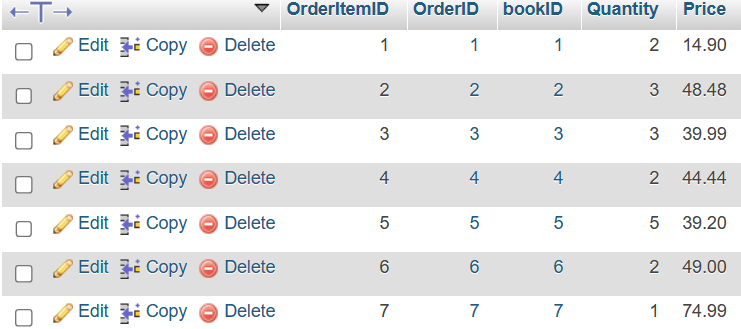 OrderItemID OrderID bookID Quantity Price
Edit Copy Delete 1 1 1 2 14.90
Edit Copy Delete 2 2 2 3 48.48
Edit Copy Delete 3 3 3 3 39.99
Edit Copy Delete 4 4 4 2 44.44
Edit Copy Delete 5 5 5 5 39.20
Edit Copy Delete 6 6 6 2 49.00
Edit Copy Delete 7 7 7 1 74.99